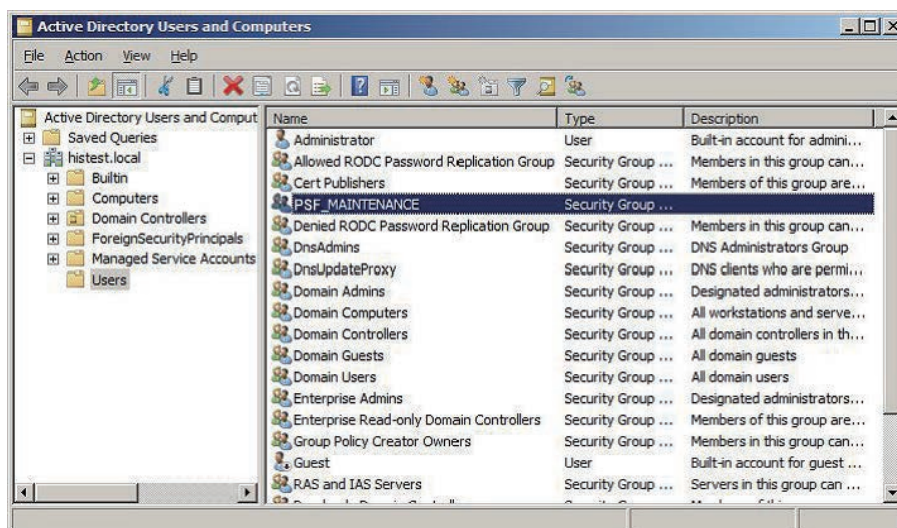 Active Directory Users and Computers
File Action View Help
Active Directory Users and Comput
Saved Queries
histest.local
Builtin
Computers
Domain Controllers
ForeignSecurityPrincipals
Managed Service Accounts
Users
Name Type Description
Administrator User Built-in account for admini...
Allowed RODC Password Replication Group Security Group ... Members in this group can...
Cert Publishers Security Group ... Members of this group are...
PSF_MAINTENANCE Security Group ...
Denied RODC Password Replication Group Security Group ... Members in this group can...
DnsAdmins Security Group ... DNS Administrators Group
DnsUpdateProxy Security Group ... DNS clients who are permi...
Domain Admins Security Group ... Designated administrators...
Domain Computers Security Group ... All workstations and serve...
Domain Controllers Security Group ... All domain controllers in th...
Domain Guests Security Group ... All domain guests
Domain Users Security Group ... All domain users
Enterprise Admins Security Group ... Designated administrators...
Enterprise Read-only Domain Controllers Security Group ... Members of this group are...
Group Policy Creator Owners Security Group ... Members in this group can...
Guest User Built-in account for guest ...
RAS and IAS Servers Security Group ... Servers in this group can ...